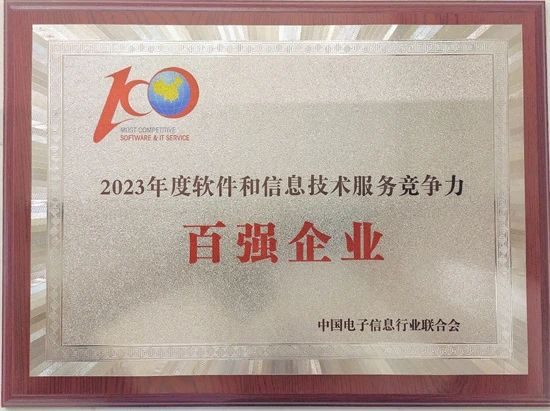 100
MOST COMPETITIVE
SOFTWARE & IT SERVICE
2023年度软件和信息技术服务竞争力
百强企业
中国电子信息行业联合会